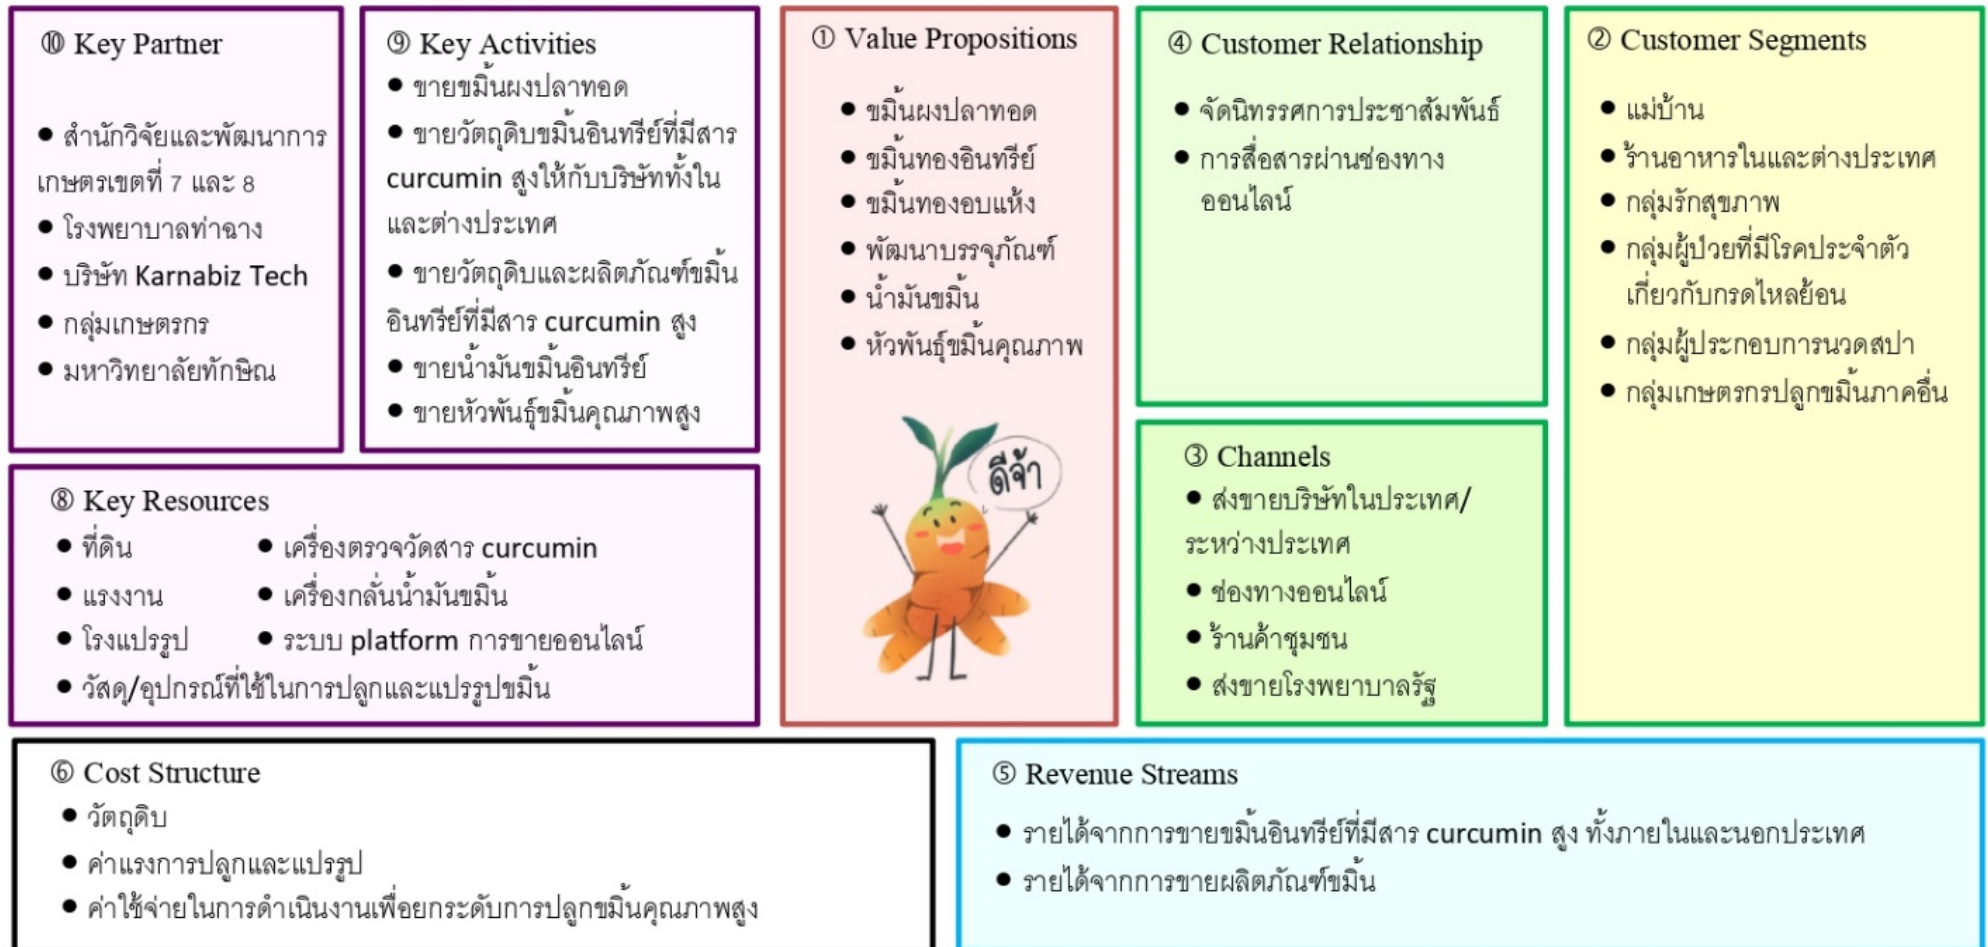 ⑩ Key Partner
● สำนักวิจัยและพัฒนาการ
เกษตรเขตที่ 7 และ 8
● โรงพยาบาลท่าฉาง
● บริษัท Karnabiz Tech
● กลุ่มเกษตรกร
● มหาวิทยาลัยทักษิณ
⑨ Key Activities
● ขายขมิ้นผงปลาทอด
● ขายวัตถุดิบขมิ้นอินทรีย์ที่มีสาร
curcumin สูงให้กับบริษัททั้งใน
และต่างประเทศ
● ขายวัตถุดิบและผลิตภัณฑ์ขมิ้น
อินทรีย์ที่มีสาร curcumin สูง
● ขายน้ำมันขมิ้นอินทรีย์
● ขายหัวพันธุ์ขมิ้นคุณภาพสูง
① Value Propositions
● ขมิ้นผงปลาทอด
● ขมิ้นทองอินทรีย์
● ขมิ้นทองอบแห้ง
● พัฒนาบรรจุภัณฑ์
● น้ำมันขมิ้น
● หัวพันธุ์ขมิ้นคุณภาพ
ดีจ้า
④ Customer Relationship
● จัดนิทรรศการประชาสัมพันธ์
● การสื่อสารผ่านช่องทาง
ออนไลน์
② Customer Segments
● แม่บ้าน
● ร้านอาหารในและต่างประเทศ
● กลุ่มรักสุขภาพ
● กลุ่มผู้ป่วยที่มีโรคประจำตัว
เกี่ยวกับกรดไหลย้อน
● กลุ่มผู้ประกอบการนวดสปา
● กลุ่มเกษตรกรปลูกขมิ้นภาคอื่น
③ Channels
● ส่งขายบริษัทในประเทศ/
ระหว่างประเทศ
● ช่องทางออนไลน์
● ร้านค้าชุมชน
● ส่งขายโรงพยาบาลรัฐ
⑧ Key Resources
● ที่ดิน ● เครื่องตรวจวัดสาร curcumin
● แรงงาน ● เครื่องกลั่นน้ำมันขมิ้น
● โรงแปรรูป ● ระบบ platform การขายออนไลน์
● วัสดุ/อุปกรณ์ที่ใช้ในการปลูกและแปรรูปขมิ้น
⑥ Cost Structure
● วัตถุดิบ
● ค่าแรงการปลูกและแปรรูป
● ค่าใช้จ่ายในการดำเนินงานเพื่อยกระดับการปลูกขมิ้นคุณภาพสูง
⑤ Revenue Streams
● รายได้จากการขายขมิ้นอินทรีย์ที่มีสาร curcumin สูง ทั้งภายในและนอกประเทศ
● รายได้จากการขายผลิตภัณฑ์ขมิ้น